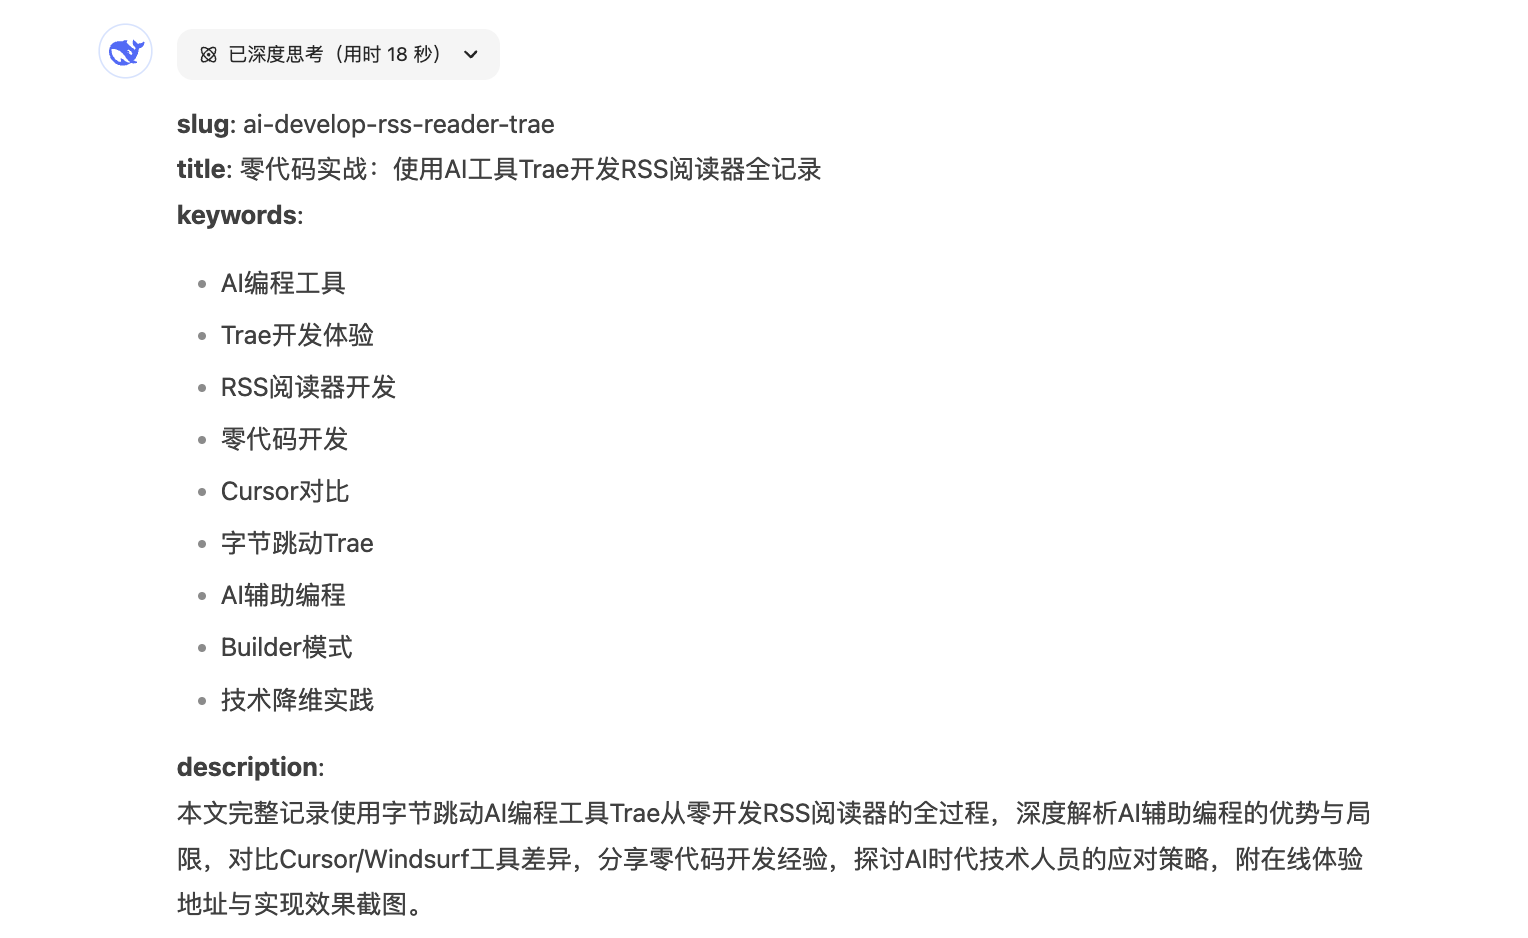 已深度思考（用时 18 秒）
slug: ai-develop-rss-reader-trae
title: 零代码实战：使用AI工具Trae开发RSS阅读器全记录
keywords:
AI编程工具
Trae开发体验
RSS阅读器开发
零代码开发
Cursor对比
字节跳动Trae
AI辅助编程
Builder模式
技术降维实践
description:
本文完整记录使用字节跳动AI编程工具Trae从零开发RSS阅读器的全过程，深度解析AI辅助编程的优势与局
限，对比Cursor/Windsurf工具差异，分享零代码开发经验，探讨AI时代技术人员的应对策略，附在线体验
地址与实现效果截图。